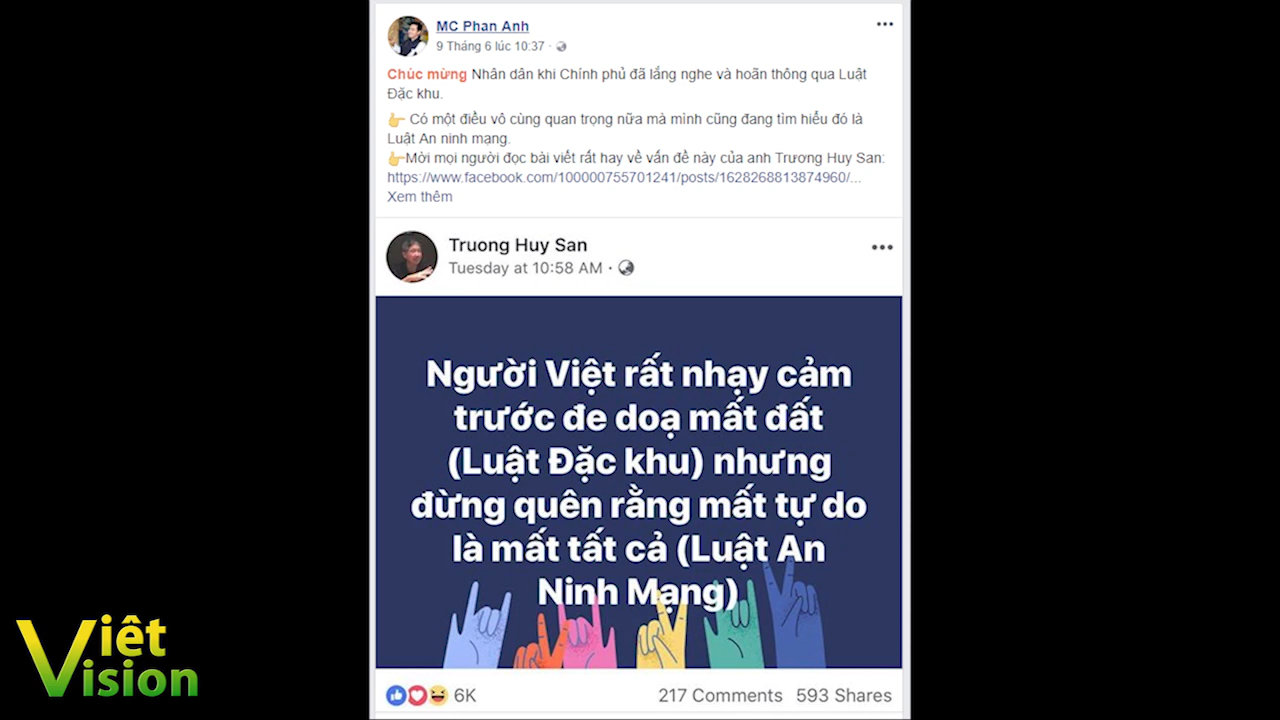 MC Phan Anh
9 Tháng 6 lúc 10:37 ·
Chúc mừng Nhân dân khi Chính phủ đã lắng nghe và hoãn thông qua Luật
Đặc khu.
👉 Có một điều vô cùng quan trọng nữa mà mình cũng đang tìm hiểu đó là
Luật An ninh mạng.
👉Mời mọi người đọc bài viết rất hay về vấn đề này của anh Trương Huy San:
https://www.facebook.com/100000755701241/posts/1628268813874960/...
Xem thêm
Truong Huy San
Tuesday at 10:58 AM ·
Người Việt rất nhạy cảm
trước đe doạ mất đất
(Luật Đặc khu) nhưng
đừng quên rằng mất tự do
là mất tất cả (Luật An
Ninh Mạng)
6K 217 Comments 593 Shares
Việt
Vision